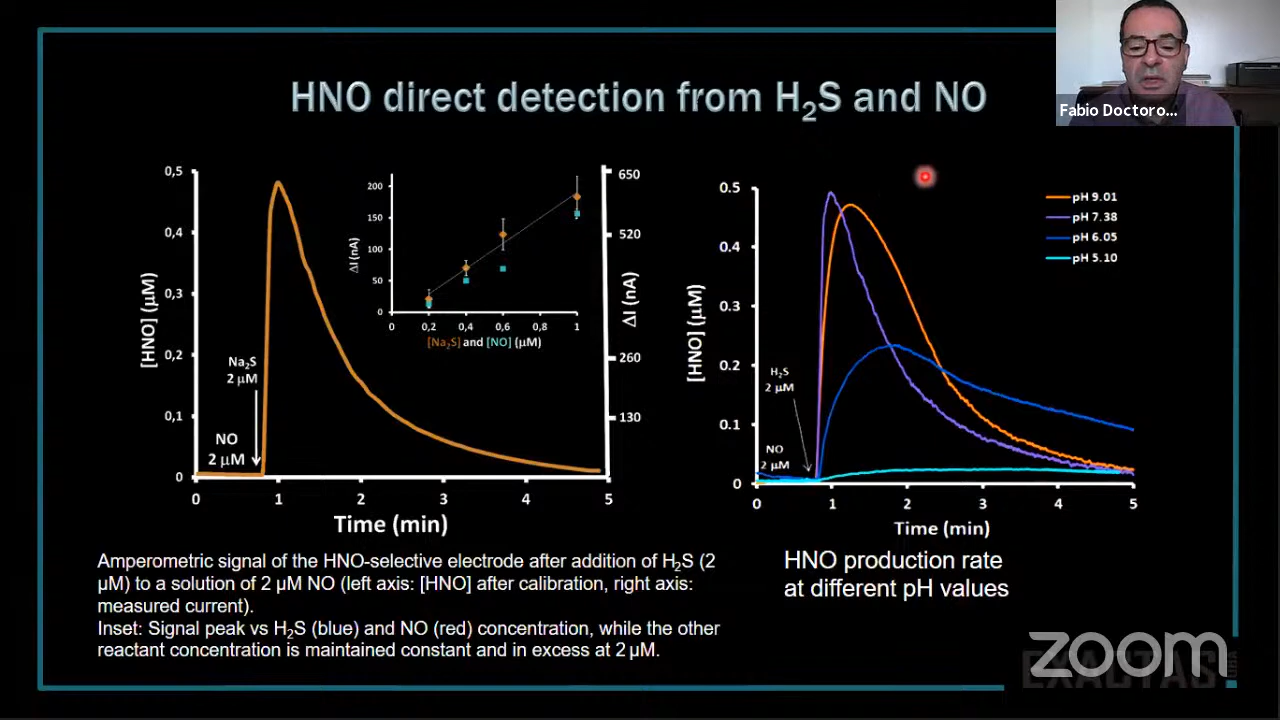 Fabio Doctoro...
HNO direct detection from H₂S and NO
0,5
0,4
0,3
0,2
0,1
0
[HNO] (μM)
Na₂S
2 μM
NO
2 μM
0 1 2 3 4 5
Time (min)
650
520
260
130
ΔI (nA)
200
150
100
50
0
ΔI (nA)
0 0,2 0,4 0,6 0,8 1
[Na₂S] and [NO] (μM)
0.5
0.4
0.3
0.2
0.1
0
[HNO] (μM)
H₂S
2 μM
NO
2 μM
0 1 2 3 4 5
Time (min)
pH 9.01
pH 7.38
pH 6.05
pH 5.10
Amperometric signal of the HNO-selective electrode after addition of H₂S (2
μM) to a solution of 2 μM NO (left axis: [HNO] after calibration, right axis:
measured current).
Inset: Signal peak vs H₂S (blue) and NO (red) concentration, while the other
reactant concentration is maintained constant and in excess at 2 μM.
HNO production rate
at different pH values
zoom
EXACTAS